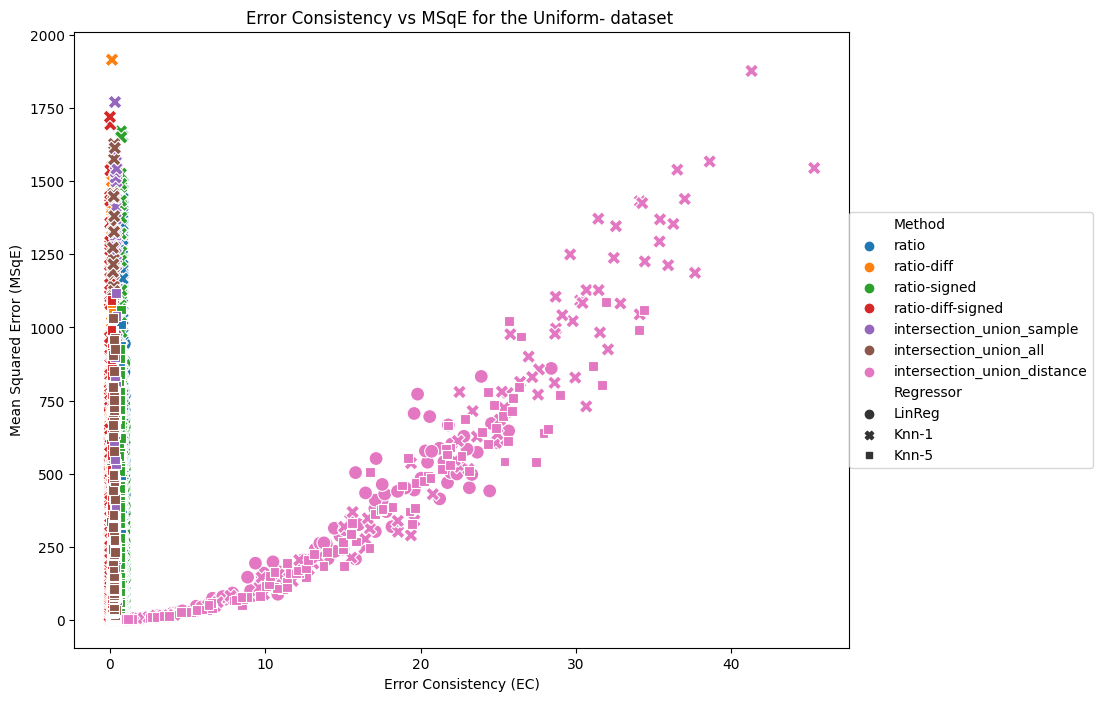 Error Consistency vs MSqE for the Uniform- dataset
2000
1750
1500
1250
1000
750
500
250
0
Mean Squared Error (MSqE)
0
10
20
30
40
Error Consistency (EC)
Method
ratio
ratio-diff
ratio-signed
ratio-diff-signed
intersection_union_sample
intersection_union_all
intersection_union_distance
Regressor
LinReg
Knn-1
Knn-5